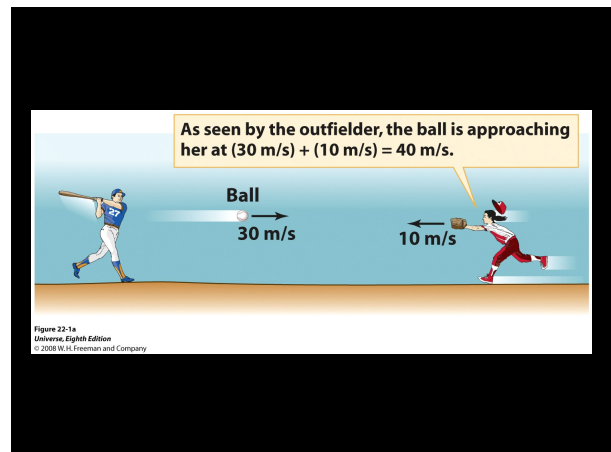 As seen by the outfielder, the ball is approaching
her at (30 m/s) + (10 m/s) = 40 m/s.
Ball
27
30 m/s
10 m/s
Figure 22-1a
Universe, Eighth Edition
© 2008 W. H. Freeman and Company